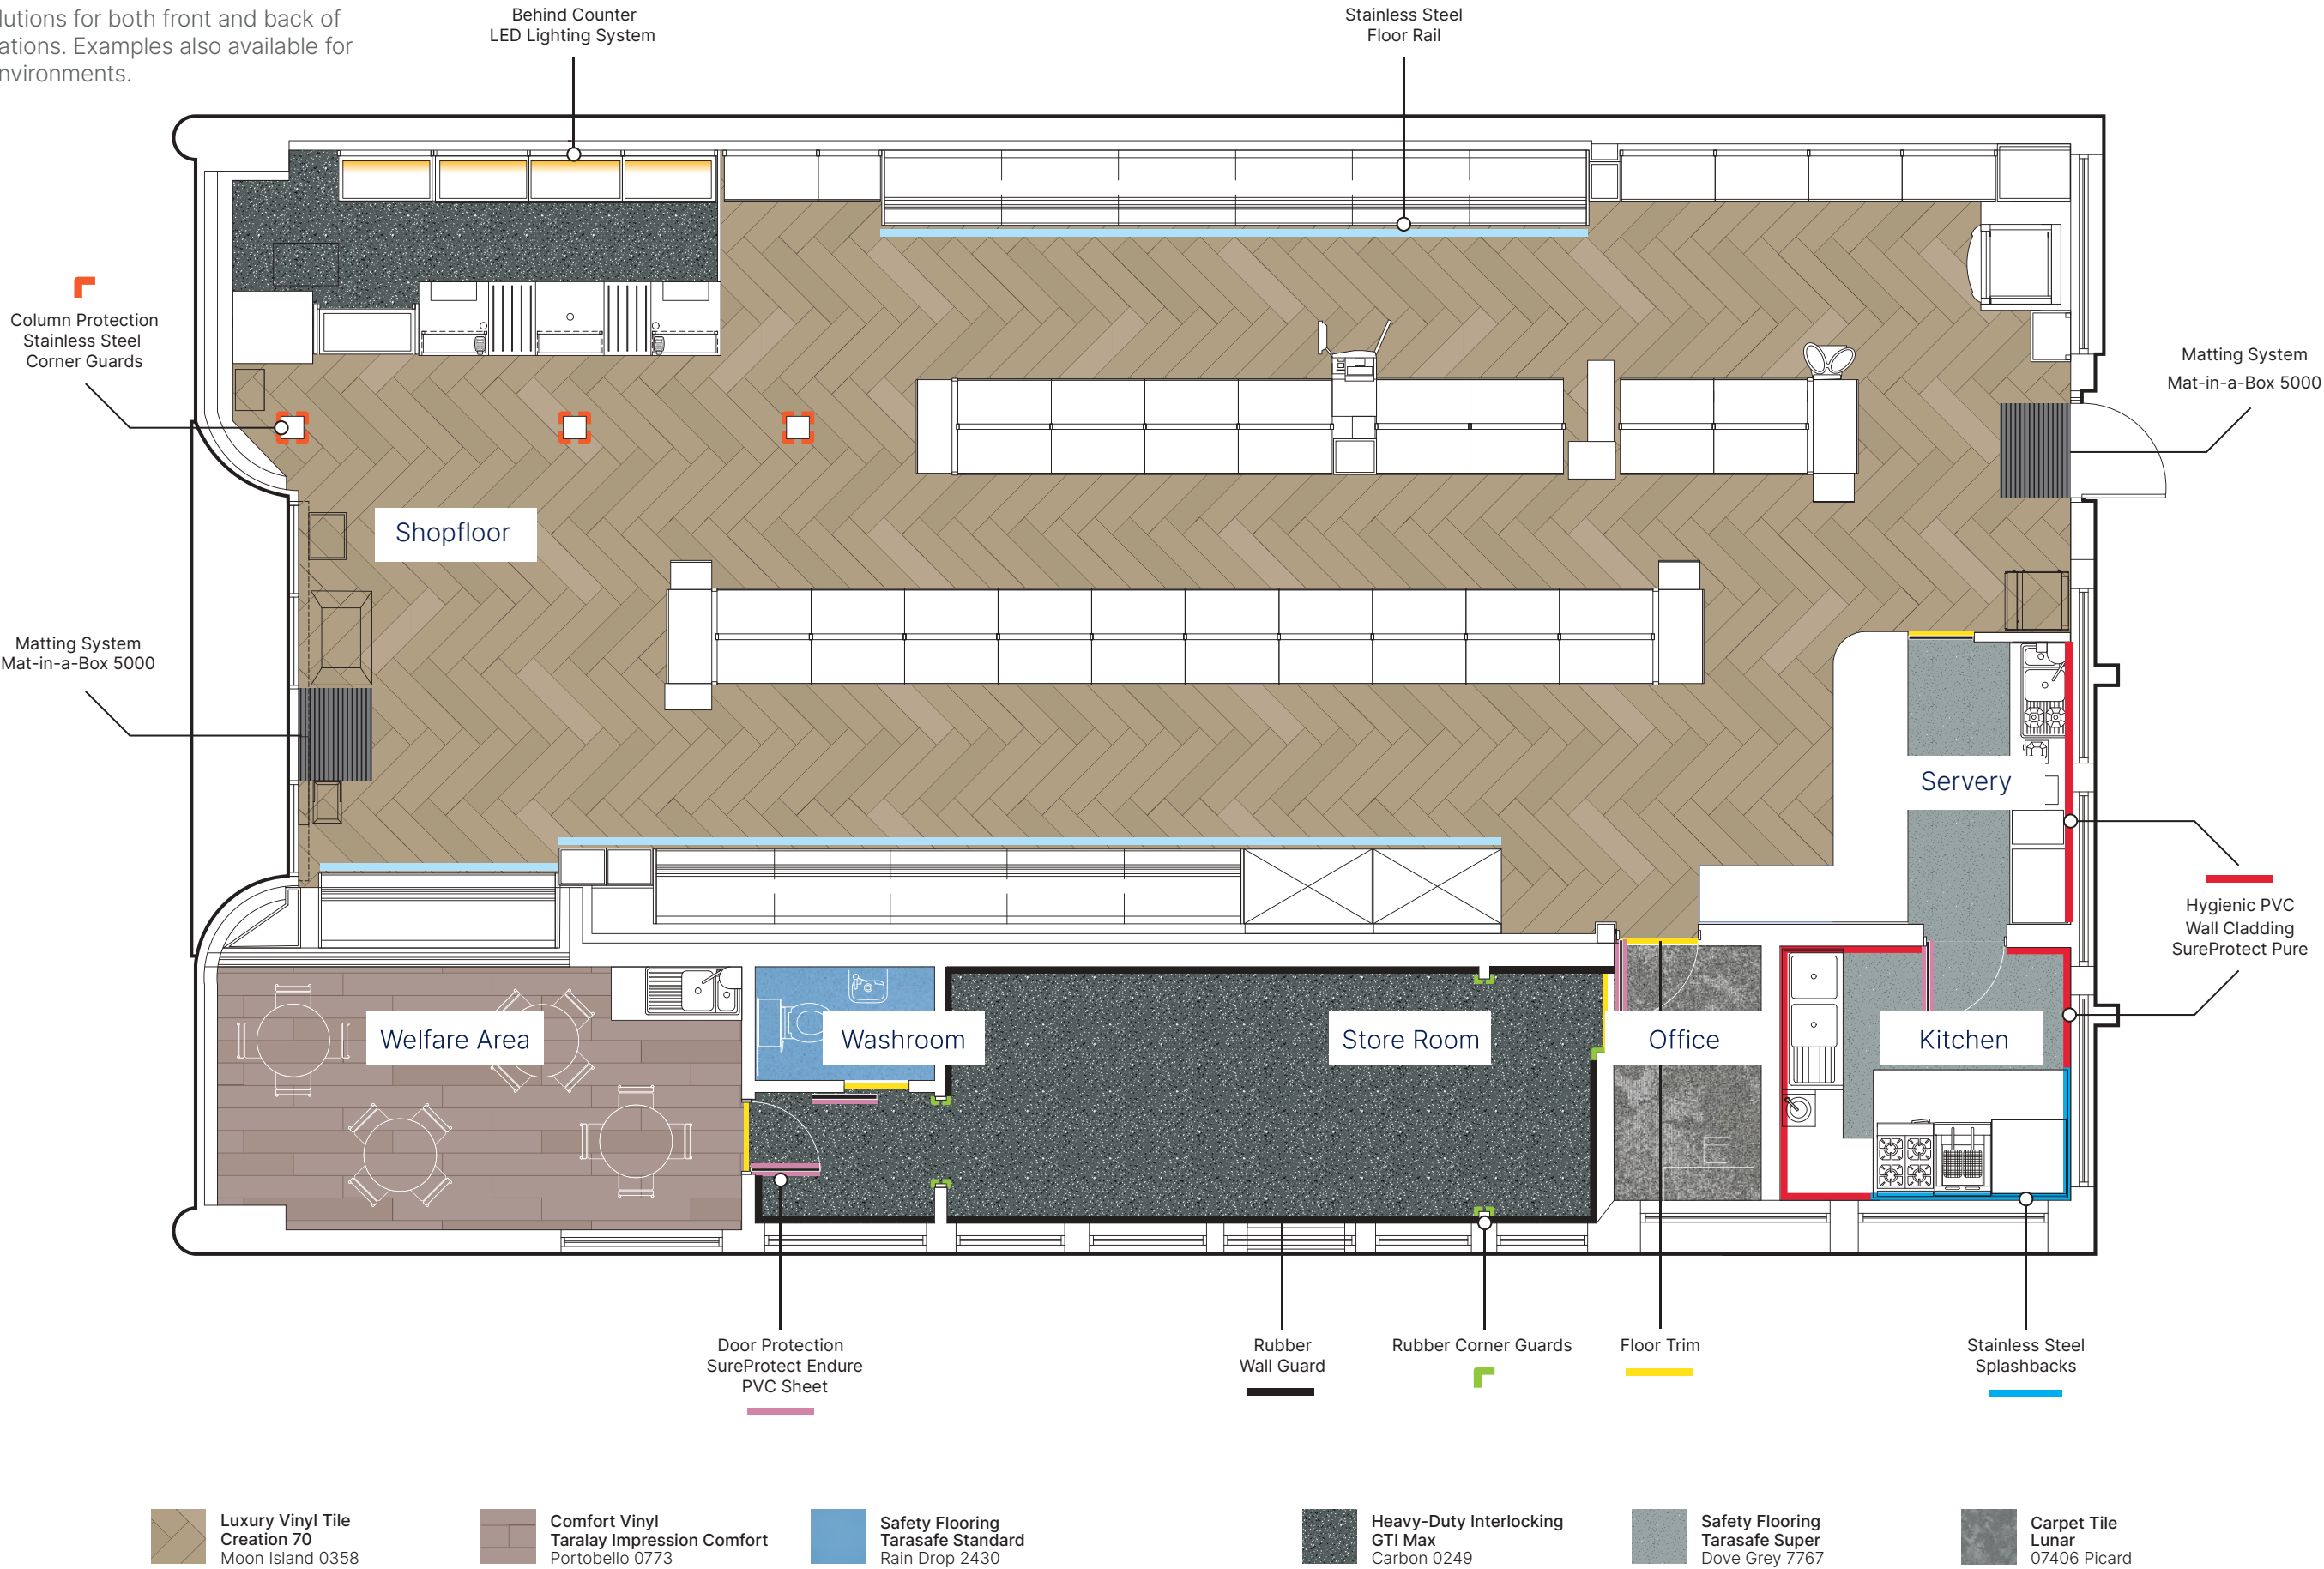 lutions for both front and back of
ations. Examples also available for
nvironments.
Behind Counter
LED Lighting System
Stainless Steel
Floor Rail
Column Protection
Stainless Steel
Corner Guards
Matting System
Mat-in-a-Box 5000
Shopfloor
Matting System
Mat-in-a-Box 5000
Servery
Hygienic PVC
Wall Cladding
SureProtect Pure
Welfare Area
Washroom
Store Room
Office
Kitchen
Door Protection
SureProtect Endure
PVC Sheet
Rubber
Wall Guard
Rubber Corner Guards
Floor Trim
Stainless Steel
Splashbacks
Luxury Vinyl Tile
Creation 70
Moon Island 0358
Comfort Vinyl
Taralay Impression Comfort
Portobello 0773
Safety Flooring
Tarasafe Standard
Rain Drop 2430
Heavy-Duty Interlocking
GTI Max
Carbon 0249
Safety Flooring
Tarasafe Super
Dove Grey 7767
Carpet Tile
Lunar
07406 Picard